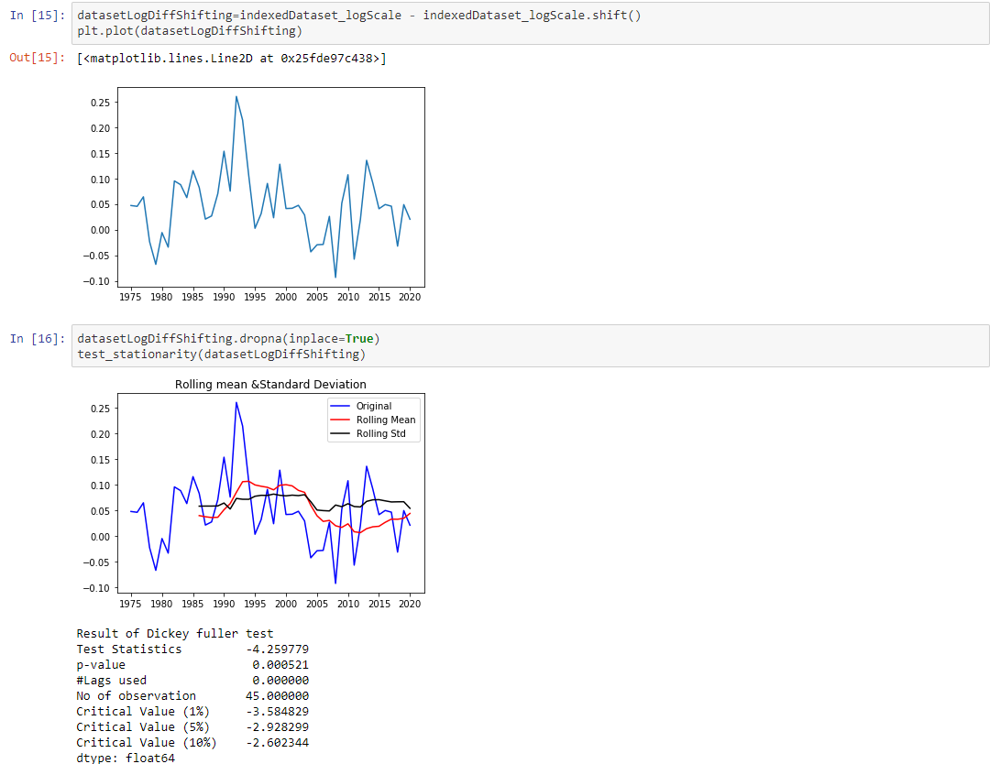 In [15]: datasetLogDiffShifting=indexedDataset_logScale - indexedDataset_logScale.shift()
plt.plot(datasetLogDiffShifting)
Out[15]: [<matplotlib.lines.Line2D at 0x25fde97c438>]
0.25
0.20
0.15
0.10
0.05
0.00
−0.05
−0.10
1975 1980 1985 1990 1995 2000 2005 2010 2015 2020
In [16]: datasetLogDiffShifting.dropna(inplace=True)
test_stationarity(datasetLogDiffShifting)
Rolling mean &Standard Deviation
Original
Rolling Mean
Rolling Std
0.25
0.20
0.15
0.10
0.05
0.00
−0.05
−0.10
1975 1980 1985 1990 1995 2000 2005 2010 2015 2020
Result of Dickey fuller test
Test Statistics -4.259779
p-value 0.000521
#Lags used 0.000000
No of observation 45.000000
Critical Value (1%) -3.584829
Critical Value (5%) -2.928299
Critical Value (10%) -2.602344
dtype: float64